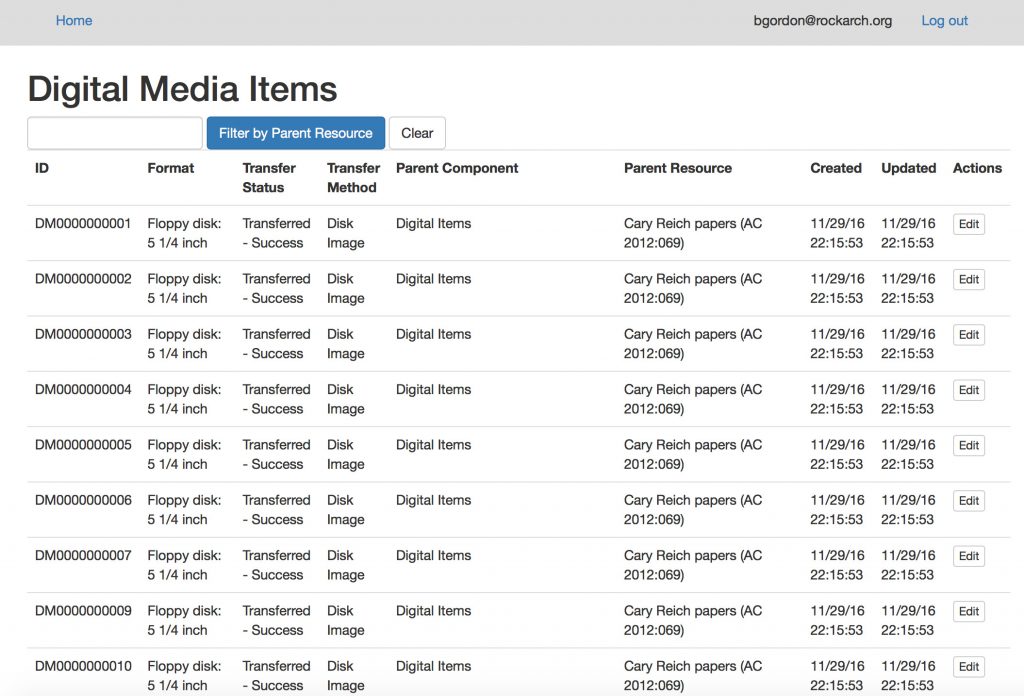 Home bgordon@rockarch.org Log out
Digital Media Items
Filter by Parent Resource Clear
ID Format Transfer Transfer Parent Component Parent Resource Created Updated Actions
Status Method
DM0000000001 Floppy disk: Transferred Disk Digital Items Cary Reich papers (AC 11/29/16 11/29/16 Edit
5 1/4 inch - Success Image 2012:069) 22:15:53 22:15:53
DM0000000002 Floppy disk: Transferred Disk Digital Items Cary Reich papers (AC 11/29/16 11/29/16 Edit
5 1/4 inch - Success Image 2012:069) 22:15:53 22:15:53
DM0000000003 Floppy disk: Transferred Disk Digital Items Cary Reich papers (AC 11/29/16 11/29/16 Edit
5 1/4 inch - Success Image 2012:069) 22:15:53 22:15:53
DM0000000004 Floppy disk: Transferred Disk Digital Items Cary Reich papers (AC 11/29/16 11/29/16 Edit
5 1/4 inch - Success Image 2012:069) 22:15:53 22:15:53
DM0000000005 Floppy disk: Transferred Disk Digital Items Cary Reich papers (AC 11/29/16 11/29/16 Edit
5 1/4 inch - Success Image 2012:069) 22:15:53 22:15:53
DM0000000006 Floppy disk: Transferred Disk Digital Items Cary Reich papers (AC 11/29/16 11/29/16 Edit
5 1/4 inch - Success Image 2012:069) 22:15:53 22:15:53
DM0000000007 Floppy disk: Transferred Disk Digital Items Cary Reich papers (AC 11/29/16 11/29/16 Edit
5 1/4 inch - Success Image 2012:069) 22:15:53 22:15:53
DM0000000009 Floppy disk: Transferred Disk Digital Items Cary Reich papers (AC 11/29/16 11/29/16 Edit
5 1/4 inch - Success Image 2012:069) 22:15:53 22:15:53
DM0000000010 Floppy disk: Transferred Disk Digital Items Cary Reich papers (AC 11/29/16 11/29/16 Edit
5 1/4 inch - Success Image 2012:069) 22:15:53 22:15:53